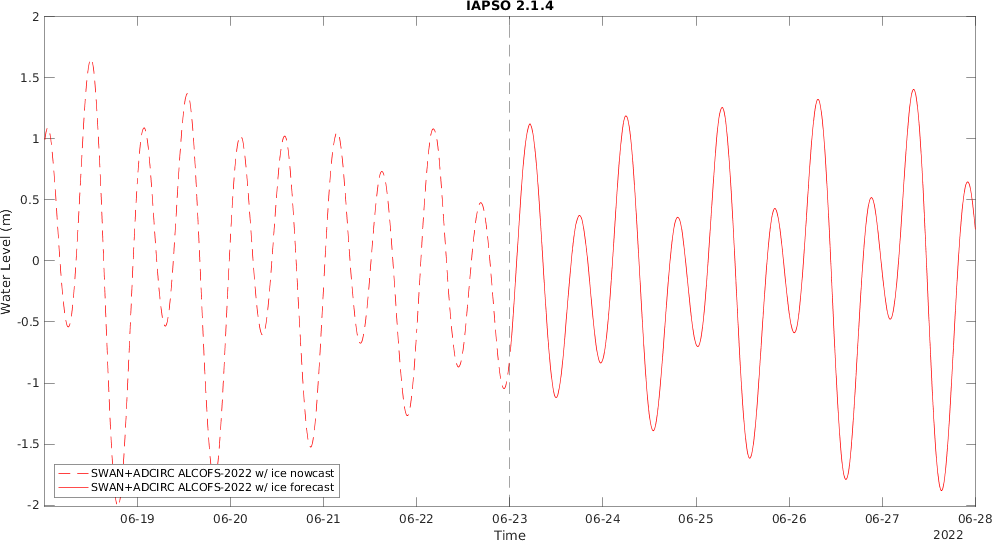 IAPSO 2.1.4
2
1.5
1
0.5
0
-0.5
-1
-1.5
-2
Water Level (m)
SWAN+ADCIRC ALCOFS-2022 w/ ice nowcast
SWAN+ADCIRC ALCOFS-2022 w/ ice forecast
06-19 06-20 06-21 06-22 06-23 06-24 06-25 06-26 06-27 06-28
Time
2022